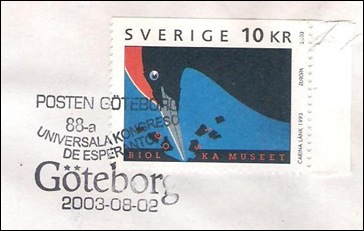 SVERIGE 10 KR
2003
EUROPA
CARINA LÄNK 1993
BIOL KA MUSEET
POSTEN GÖTEBORG
88-a
UNIVERSALA KONGRESO
DE ESPERANTO
Göteborg
2003-08-02